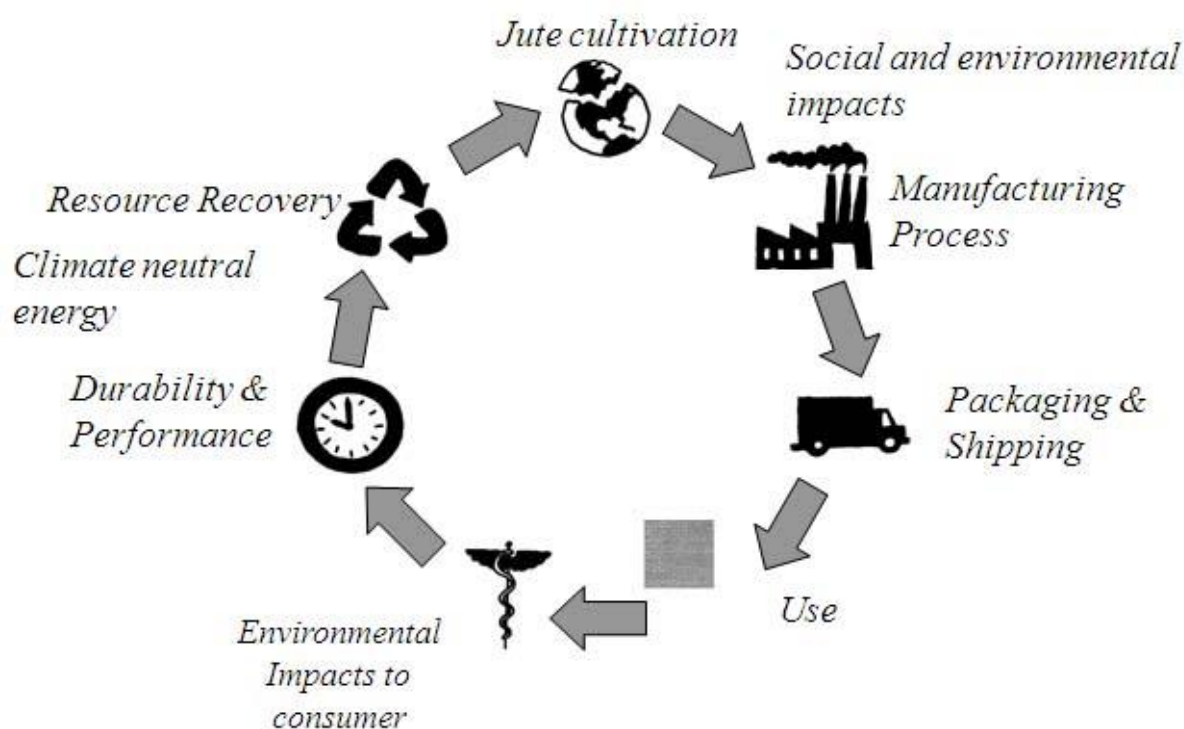 Jute cultivation
Social and environmental
impacts
Manufacturing
Process
Packaging &
Shipping
Use
Environmental
Impacts to
consumer
Durability &
Performance
Climate neutral
energy
Resource Recovery